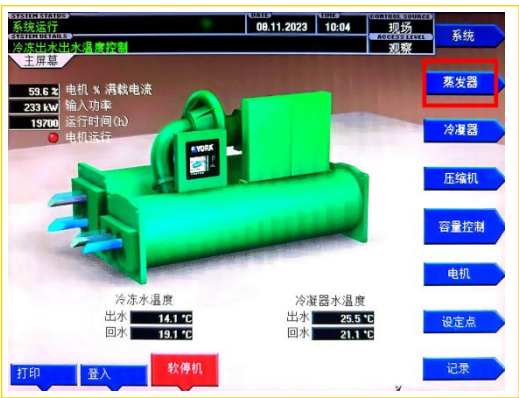 SYSTEM STATUS
系统运行
SYSTEM DETAILS
冷冻出水出水温度控制
DATE
08.11.2023
TIME
10:04
CONTROL SOURCE
现场
ACCESS LEVEL
观察
主屏幕
59.6 % 电机 % 满载电流
233 kW 输入功率
19700 运行时间(h)
电机运行
YORK
冷冻水温度
出水 14.1 °C
回水 19.1 °C
冷凝器水温度
出水 25.5 °C
回水 21.1 °C
系统
蒸发器
冷凝器
压缩机
容量控制
电机
设定点
记录
打印
登入
软停机